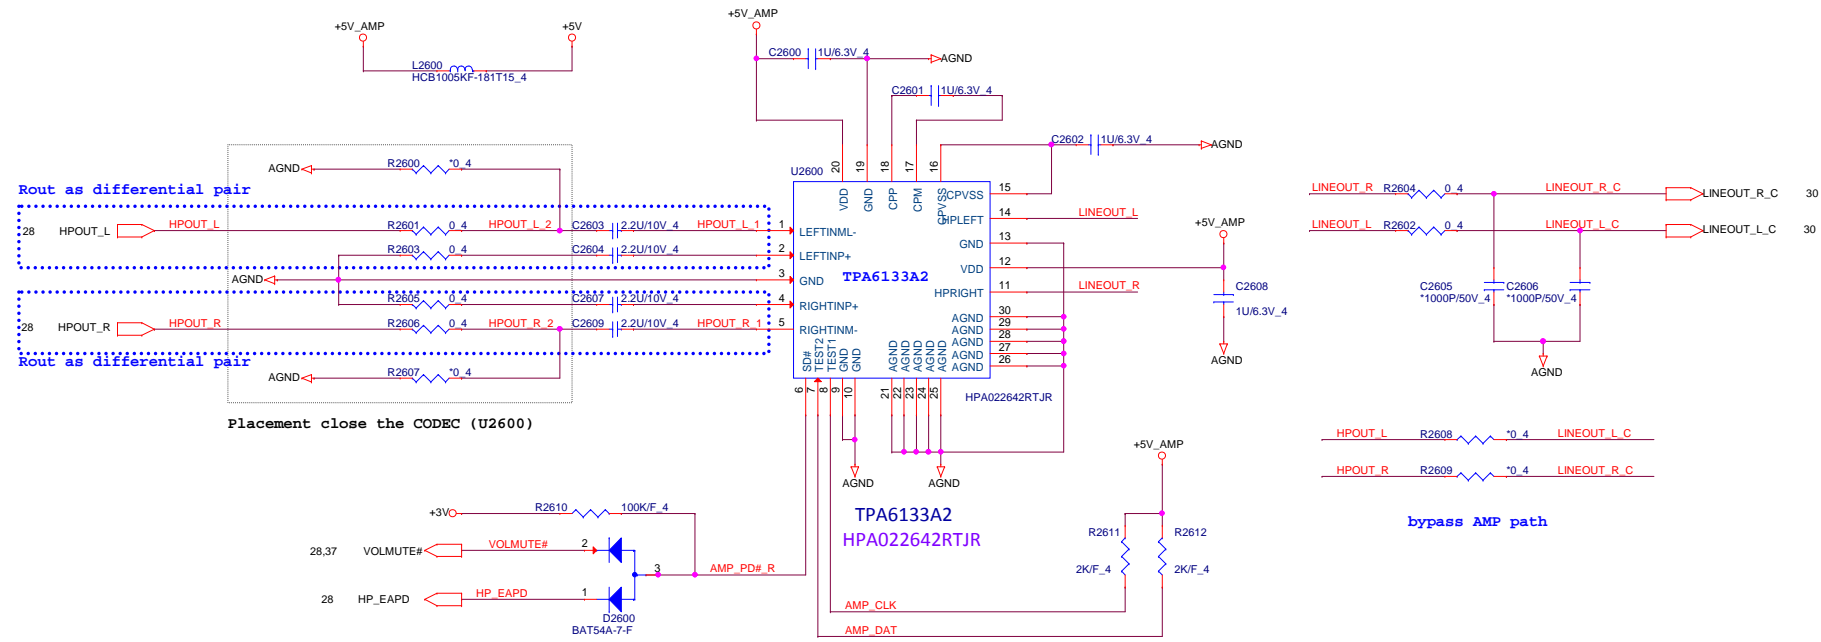 +5V_AMP
+5V
L2600
HCB1005KF-181T15_4
+5V_AMP
C2600 1U/6.3V_4
AGND
C2601 1U/6.3V_4
C2602 1U/6.3V_4
AGND
U2600
20 19 18 17 16
VDD GND CPP CPM CPVSS
CPVSS 15
HPLEFT 14 LINEOUT_L
GND 13
VDD 12
HPRIGHT 11 LINEOUT_R
AGND 30
AGND 29
AGND 28
AGND 27
AGND 26
TPA6133A2
1 LEFTINML-
2 LEFTINP+
3 GND
4 RIGHTINP+
5 RIGHTINM-
SD# TEST2 TEST1 GND GND AGND AGND AGND AGND AGND
6 7 8 9 10 21 22 23 24 25
HPA022642RTJR
AGND R2600 *0_4
Rout as differential pair
28 HPOUT_L HPOUT_L R2601 0_4 HPOUT_L_2 C2603 2.2U/10V_4 HPOUT_L_1
R2603 0_4 C2604 2.2U/10V_4
AGND
R2605 0_4 C2607 2.2U/10V_4
28 HPOUT_R HPOUT_R R2606 0_4 HPOUT_R_2 C2609 2.2U/10V_4 HPOUT_R_1
Rout as differential pair
AGND R2607 *0_4
Placement close the CODEC (U2600)
+5V_AMP
C2608
1U/6.3V_4
AGND
LINEOUT_R R2604 0_4 LINEOUT_R_C LINEOUT_R_C 30
LINEOUT_L R2602 0_4 LINEOUT_L_C LINEOUT_L_C 30
C2605
*1000P/50V_4
C2606
*1000P/50V_4
AGND
AGND
AGND
TPA6133A2
HPA022642RTJR
+5V_AMP
R2611
2K/F_4
R2612
2K/F_4
HPOUT_L R2608 *0_4 LINEOUT_L_C
HPOUT_R R2609 *0_4 LINEOUT_R_C
bypass AMP path
+3V R2610 100K/F_4
28,37 VOLMUTE# VOLMUTE# 2
3 AMP_PD#_R
28 HP_EAPD HP_EAPD 1
D2600
BAT54A-7-F
AMP_CLK
AMP_DAT